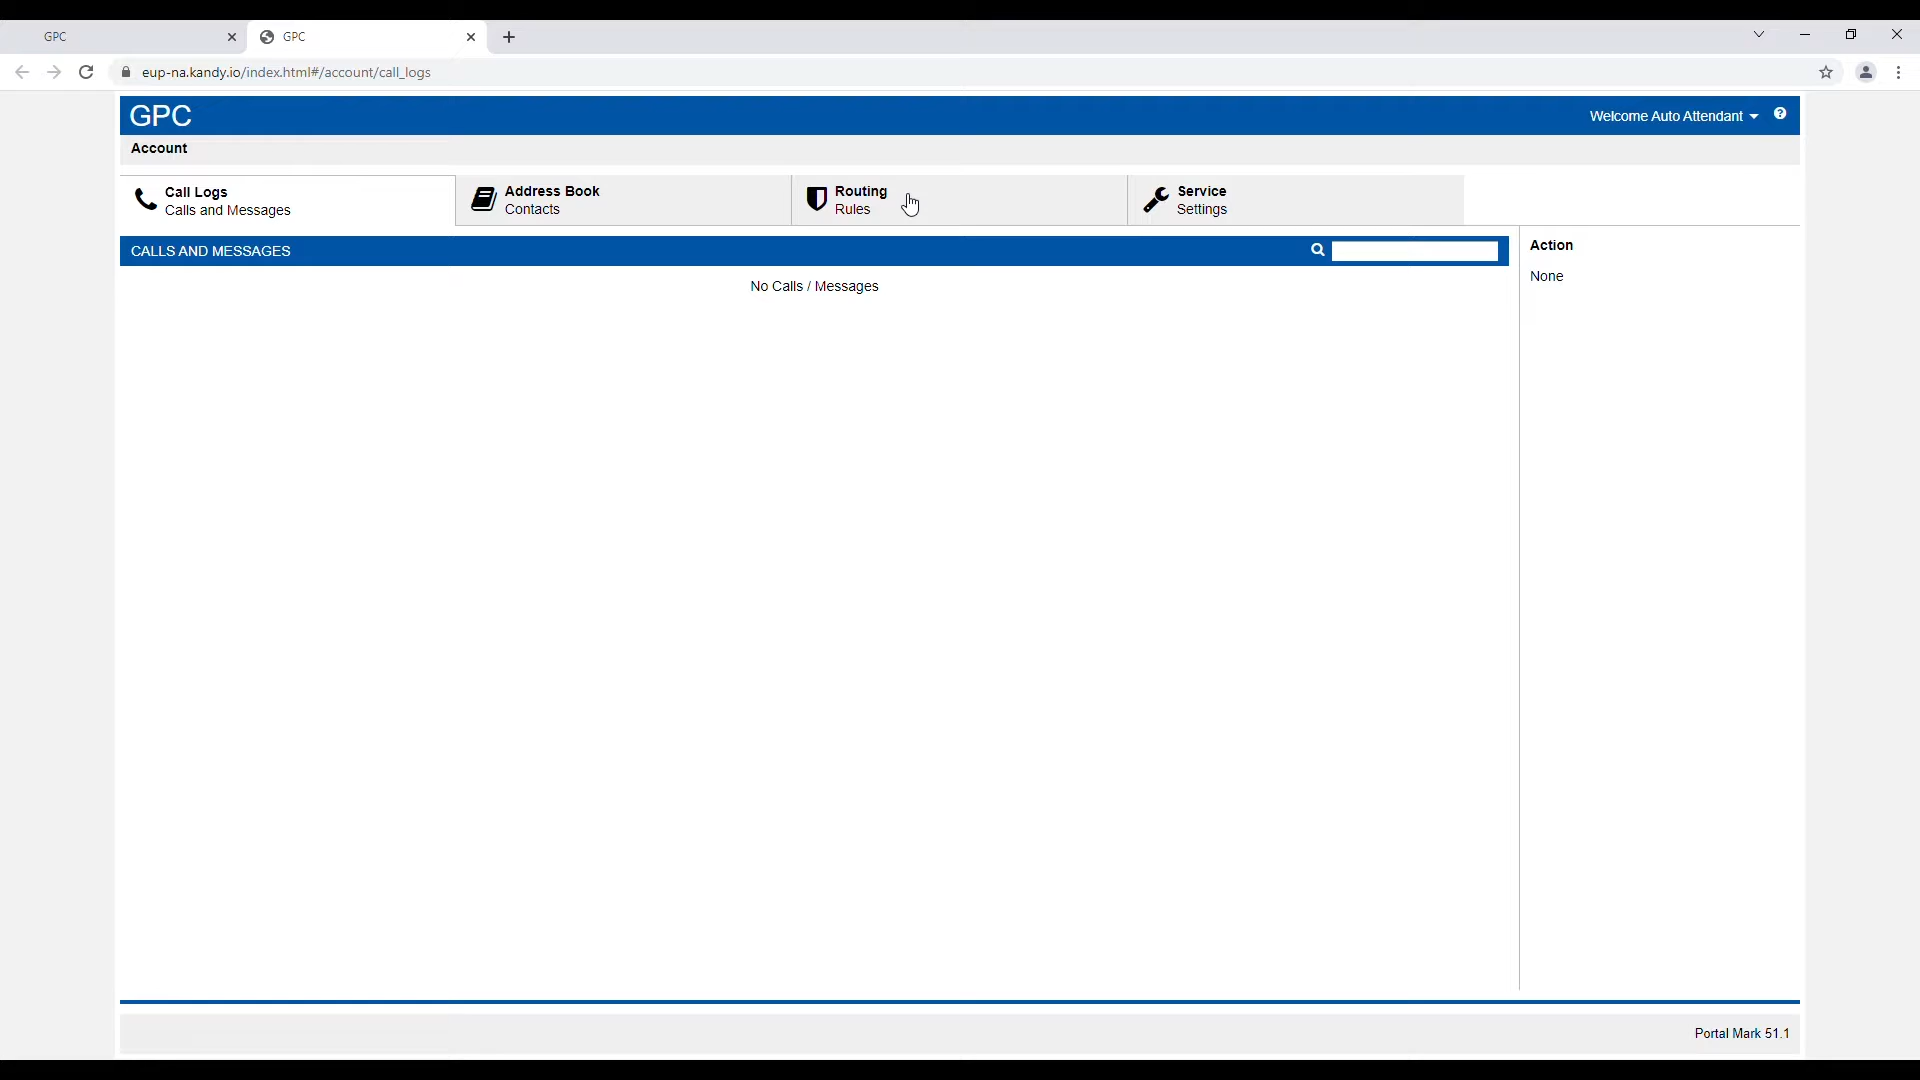 GPC
GPC
eup-na.kandy.io/index.html#/account/call_logs
GPC
Welcome Auto Attendant
Account
Call Logs
Calls and Messages
Address Book
Contacts
Routing
Rules
Service
Settings
CALLS AND MESSAGES
No Calls / Messages
Action
None
Portal Mark 51.1